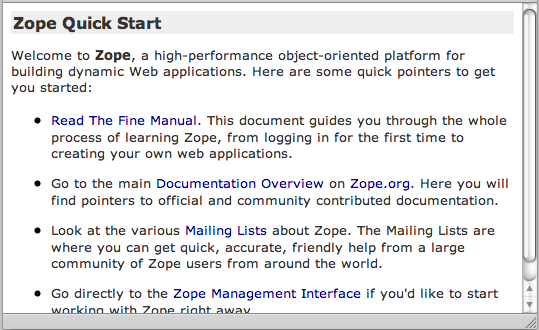 Zope Quick Start
Welcome to Zope, a high-performance object-oriented platform for
building dynamic Web applications. Here are some quick pointers to get
you started:
Read The Fine Manual. This document guides you through the whole
process of learning Zope, from logging in for the first time to
creating your own web applications.
Go to the main Documentation Overview on Zope.org. Here you will
find pointers to official and community contributed documentation.
Look at the various Mailing Lists about Zope. The Mailing Lists are
where you can get quick, accurate, friendly help from a large
community of Zope users from around the world.
Go directly to the Zope Management Interface if you'd like to start
working with Zope right away.